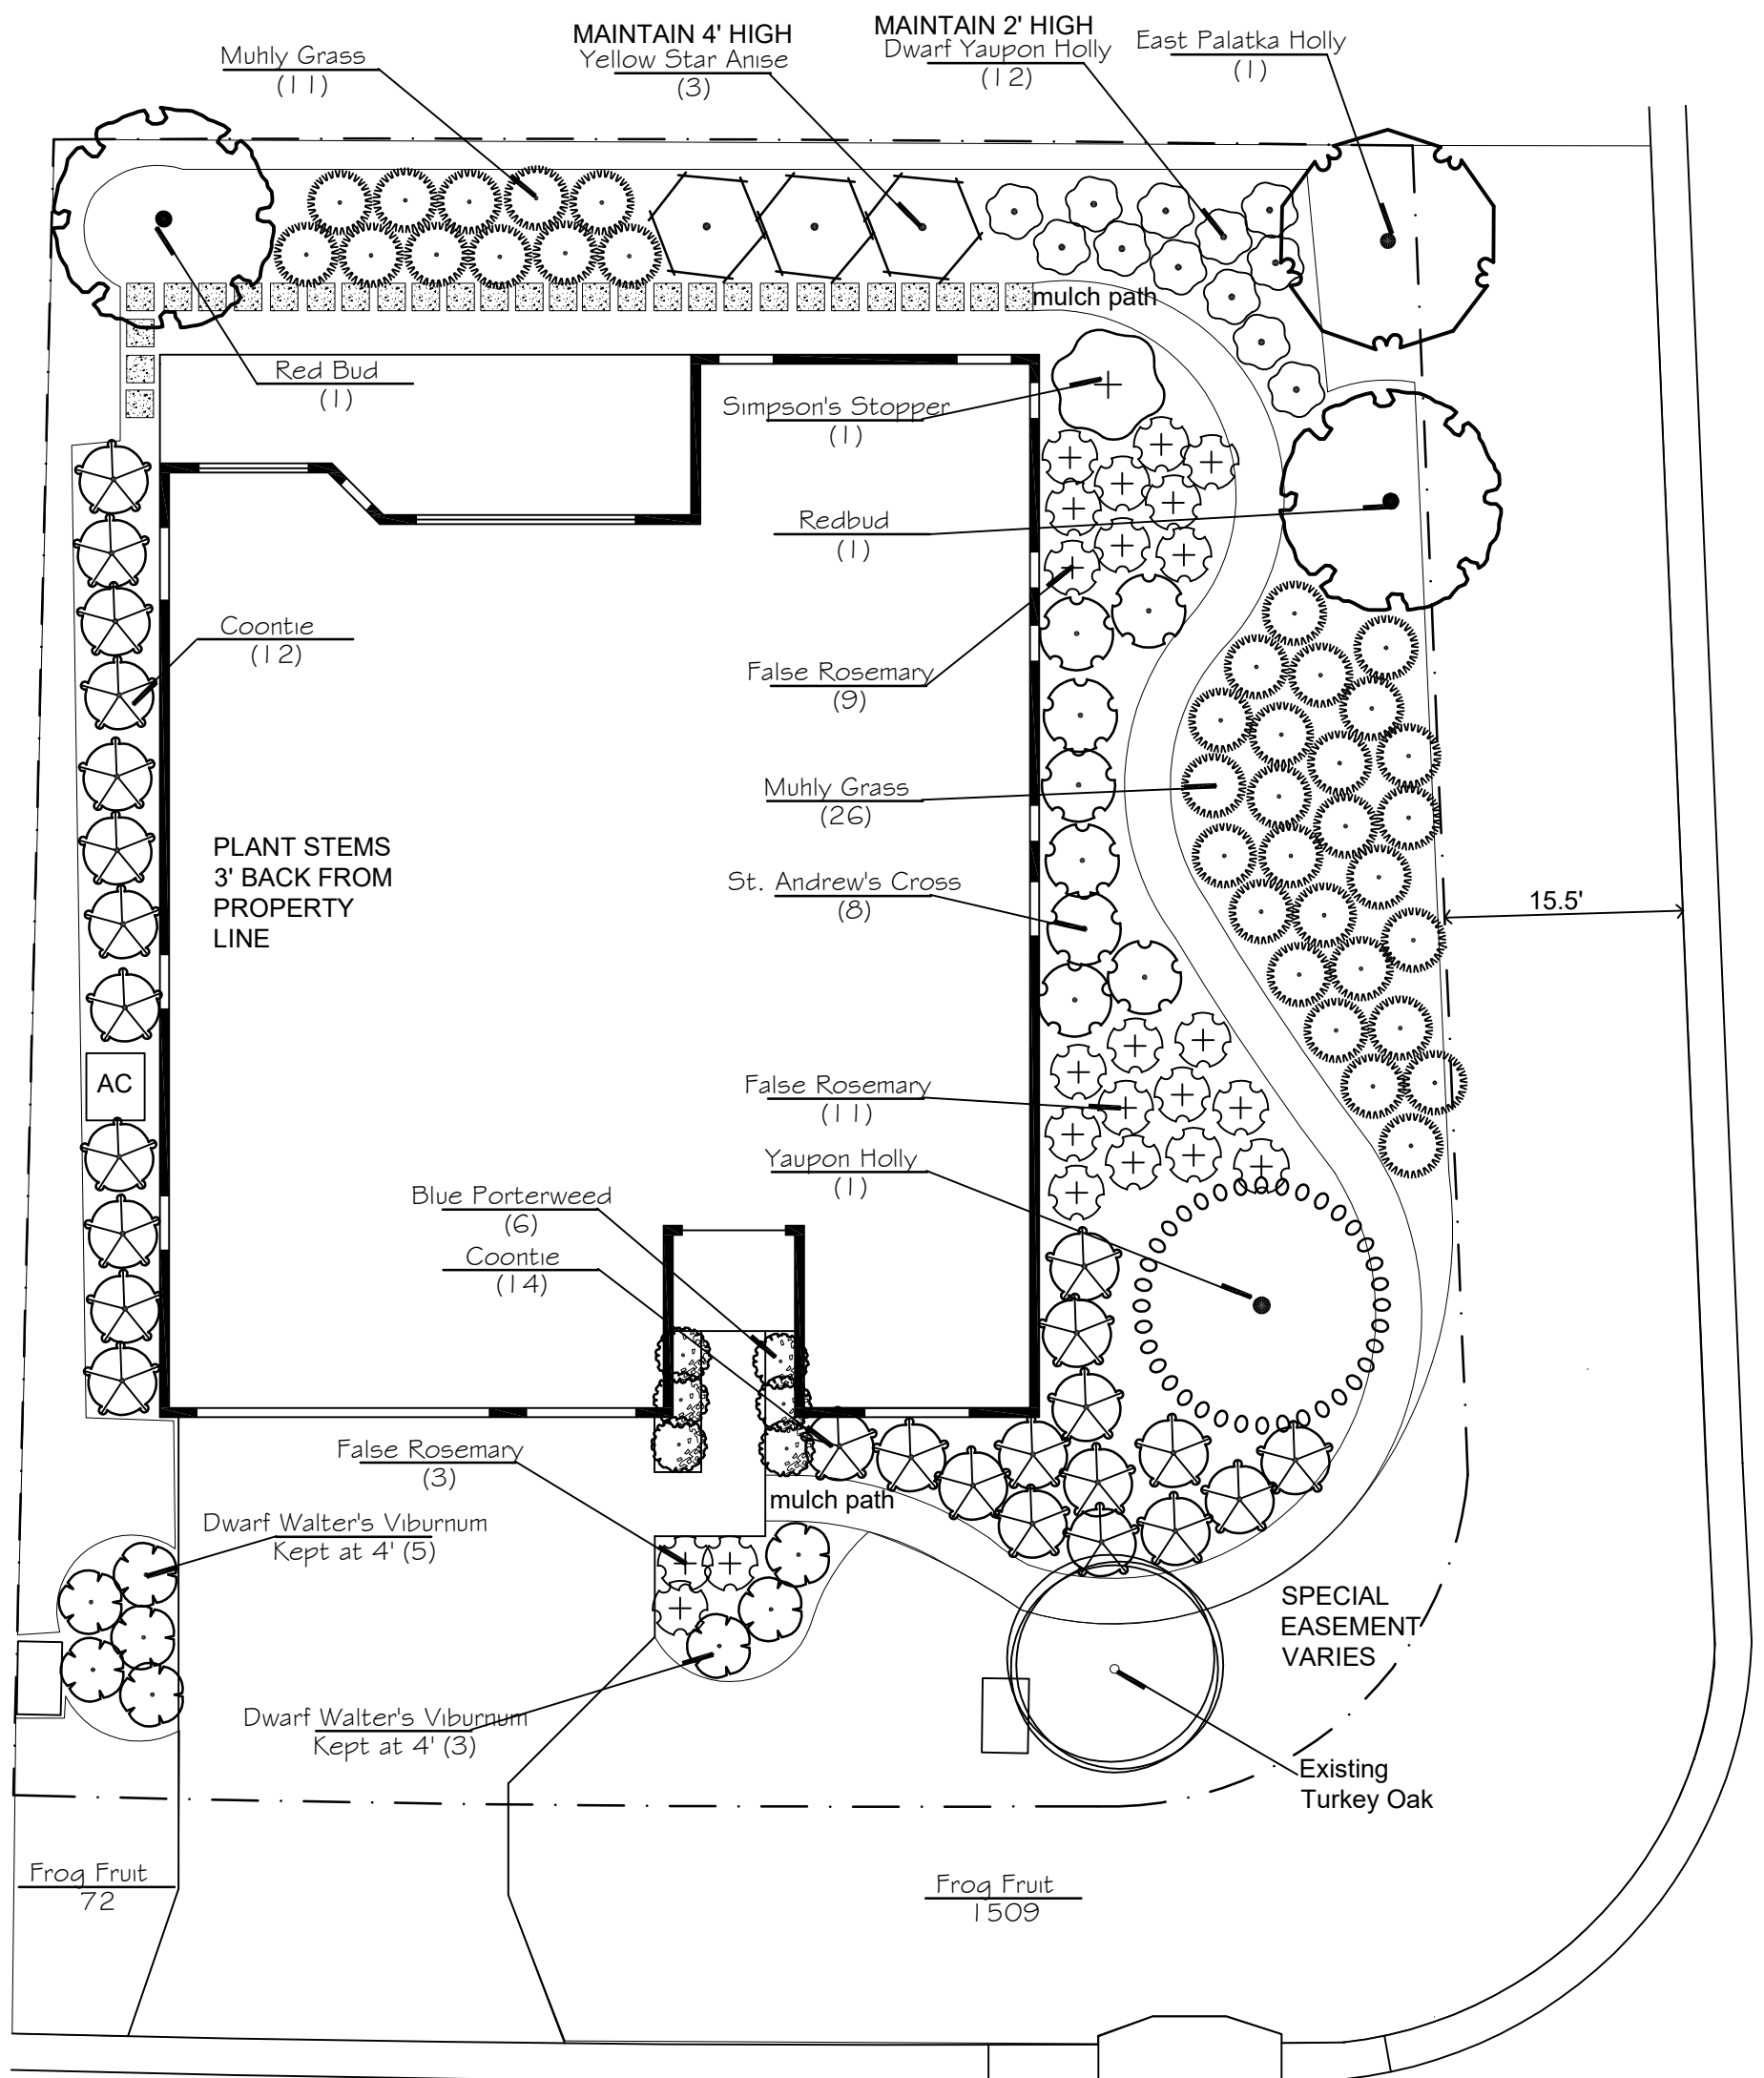 MAINTAIN 4' HIGH
MAINTAIN 2' HIGH
Muhly Grass
(11)
Yellow Star Anise
(3)
Dwarf Yaupon Holly
(12)
East Palatka Holly
(1)
mulch path
Red Bud
(1)
Simpson's Stopper
(1)
Redbud
(1)
Coontie
(12)
False Rosemary
(9)
Muhly Grass
(26)
PLANT STEMS
3' BACK FROM
PROPERTY
LINE
St. Andrew's Cross
(8)
15.5'
AC
False Rosemary
(11)
Yaupon Holly
(1)
Blue Porterweed
(6)
Coontie
(14)
False Rosemary
(3)
mulch path
Dwarf Walter's Viburnum
Kept at 4' (5)
SPECIAL
EASEMENT
VARIES
Dwarf Walter's Viburnum
Kept at 4' (3)
Existing
Turkey Oak
Frog Fruit
72
Frog Fruit
1509